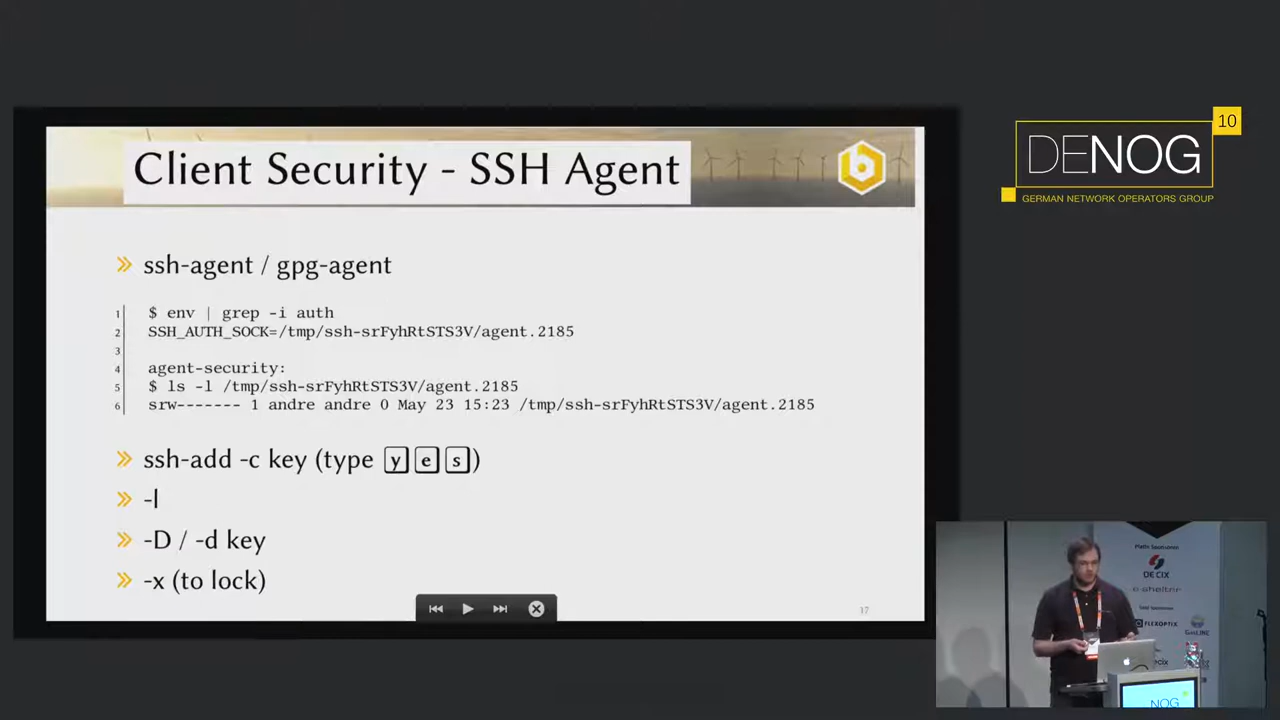 Client Security - SSH Agent
10
DENOG
GERMAN NETWORK OPERATORS GROUP
» ssh-agent / gpg-agent
1 $ env | grep -i auth
2 SSH_AUTH_SOCK=/tmp/ssh-srFyhRtSTS3V/agent.2185
3
4 agent-security:
5 $ ls -l /tmp/ssh-srFyhRtSTS3V/agent.2185
6 srw------- 1 andre andre 0 May 23 15:23 /tmp/ssh-srFyhRtSTS3V/agent.2185
» ssh-add -c key (type y e s)
» -l
» -D / -d key
» -x (to lock)
17
DE CIX
FLEXOPTIX
NOG